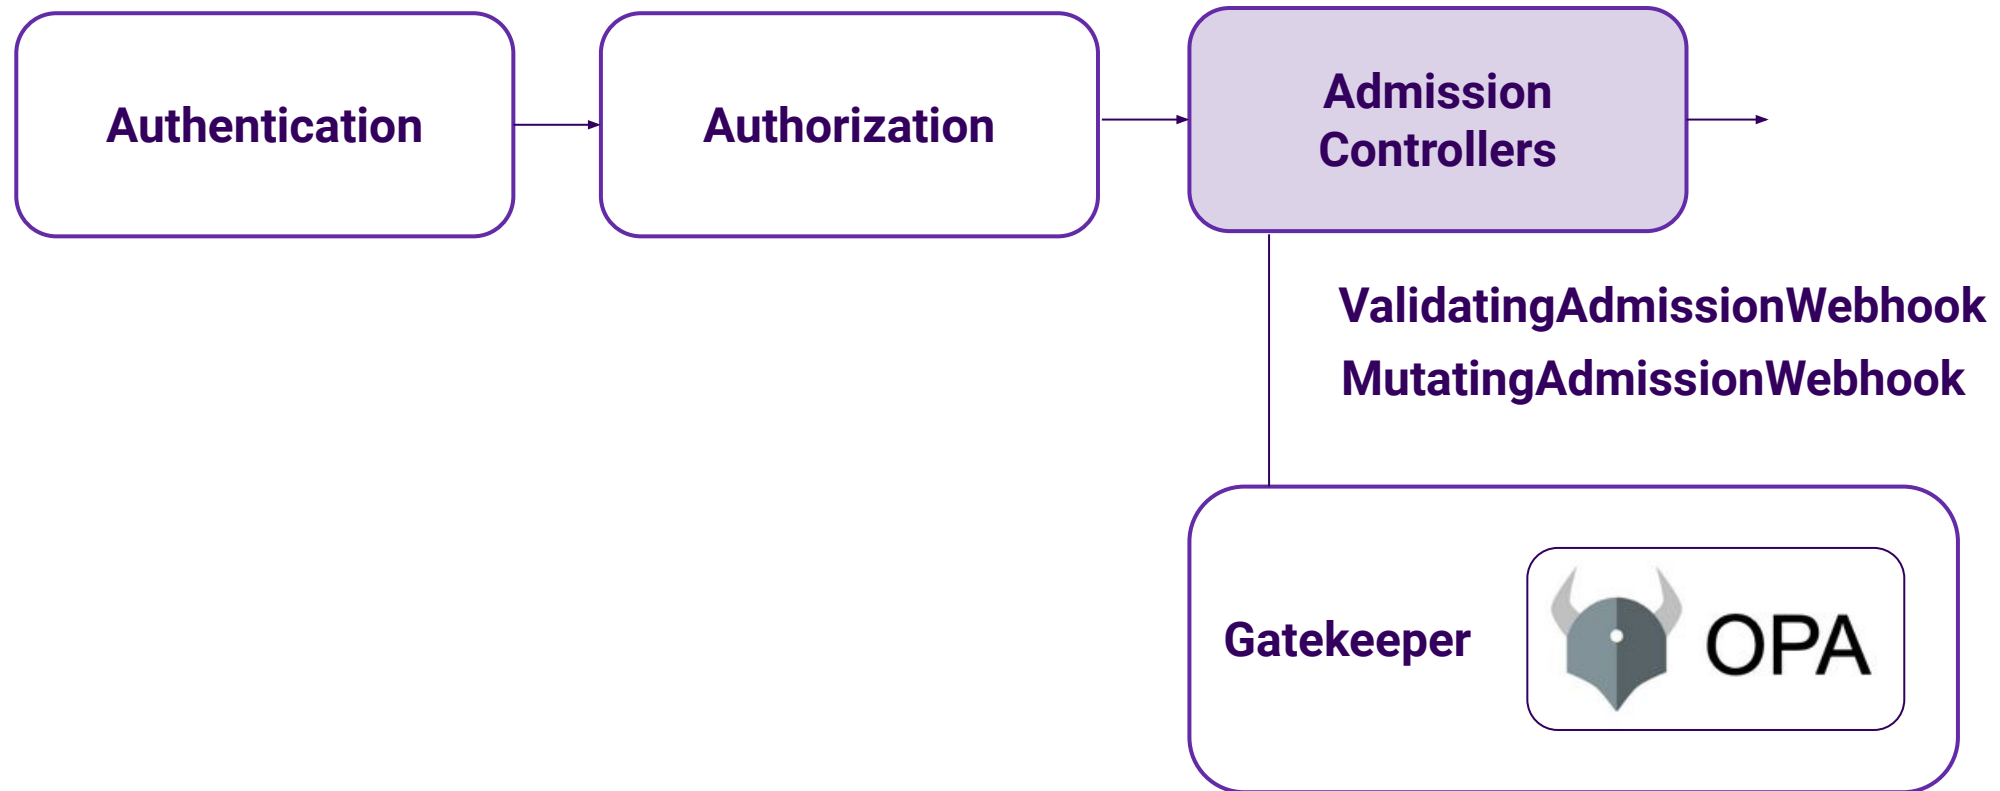 Authentication
Authorization
Admission
Controllers
ValidatingAdmissionWebhook
MutatingAdmissionWebhook
Gatekeeper
OPA